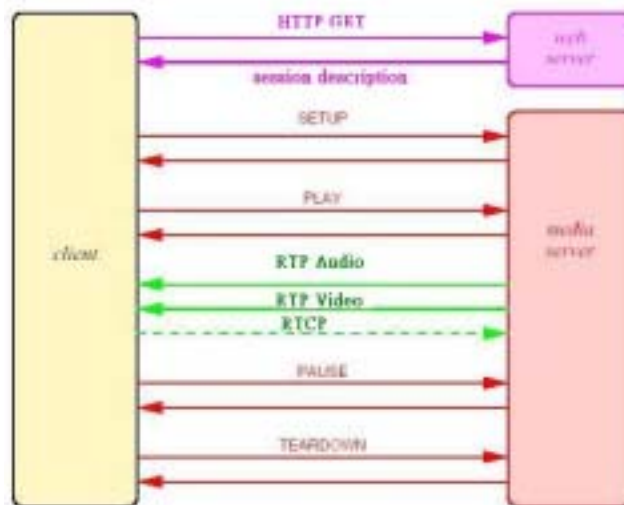 HTTP GET
web
server
session description
SETUP
PLAY
client
media
server
RTP Audio
RTP Video
RTCP
PAUSE
TEARDOWN